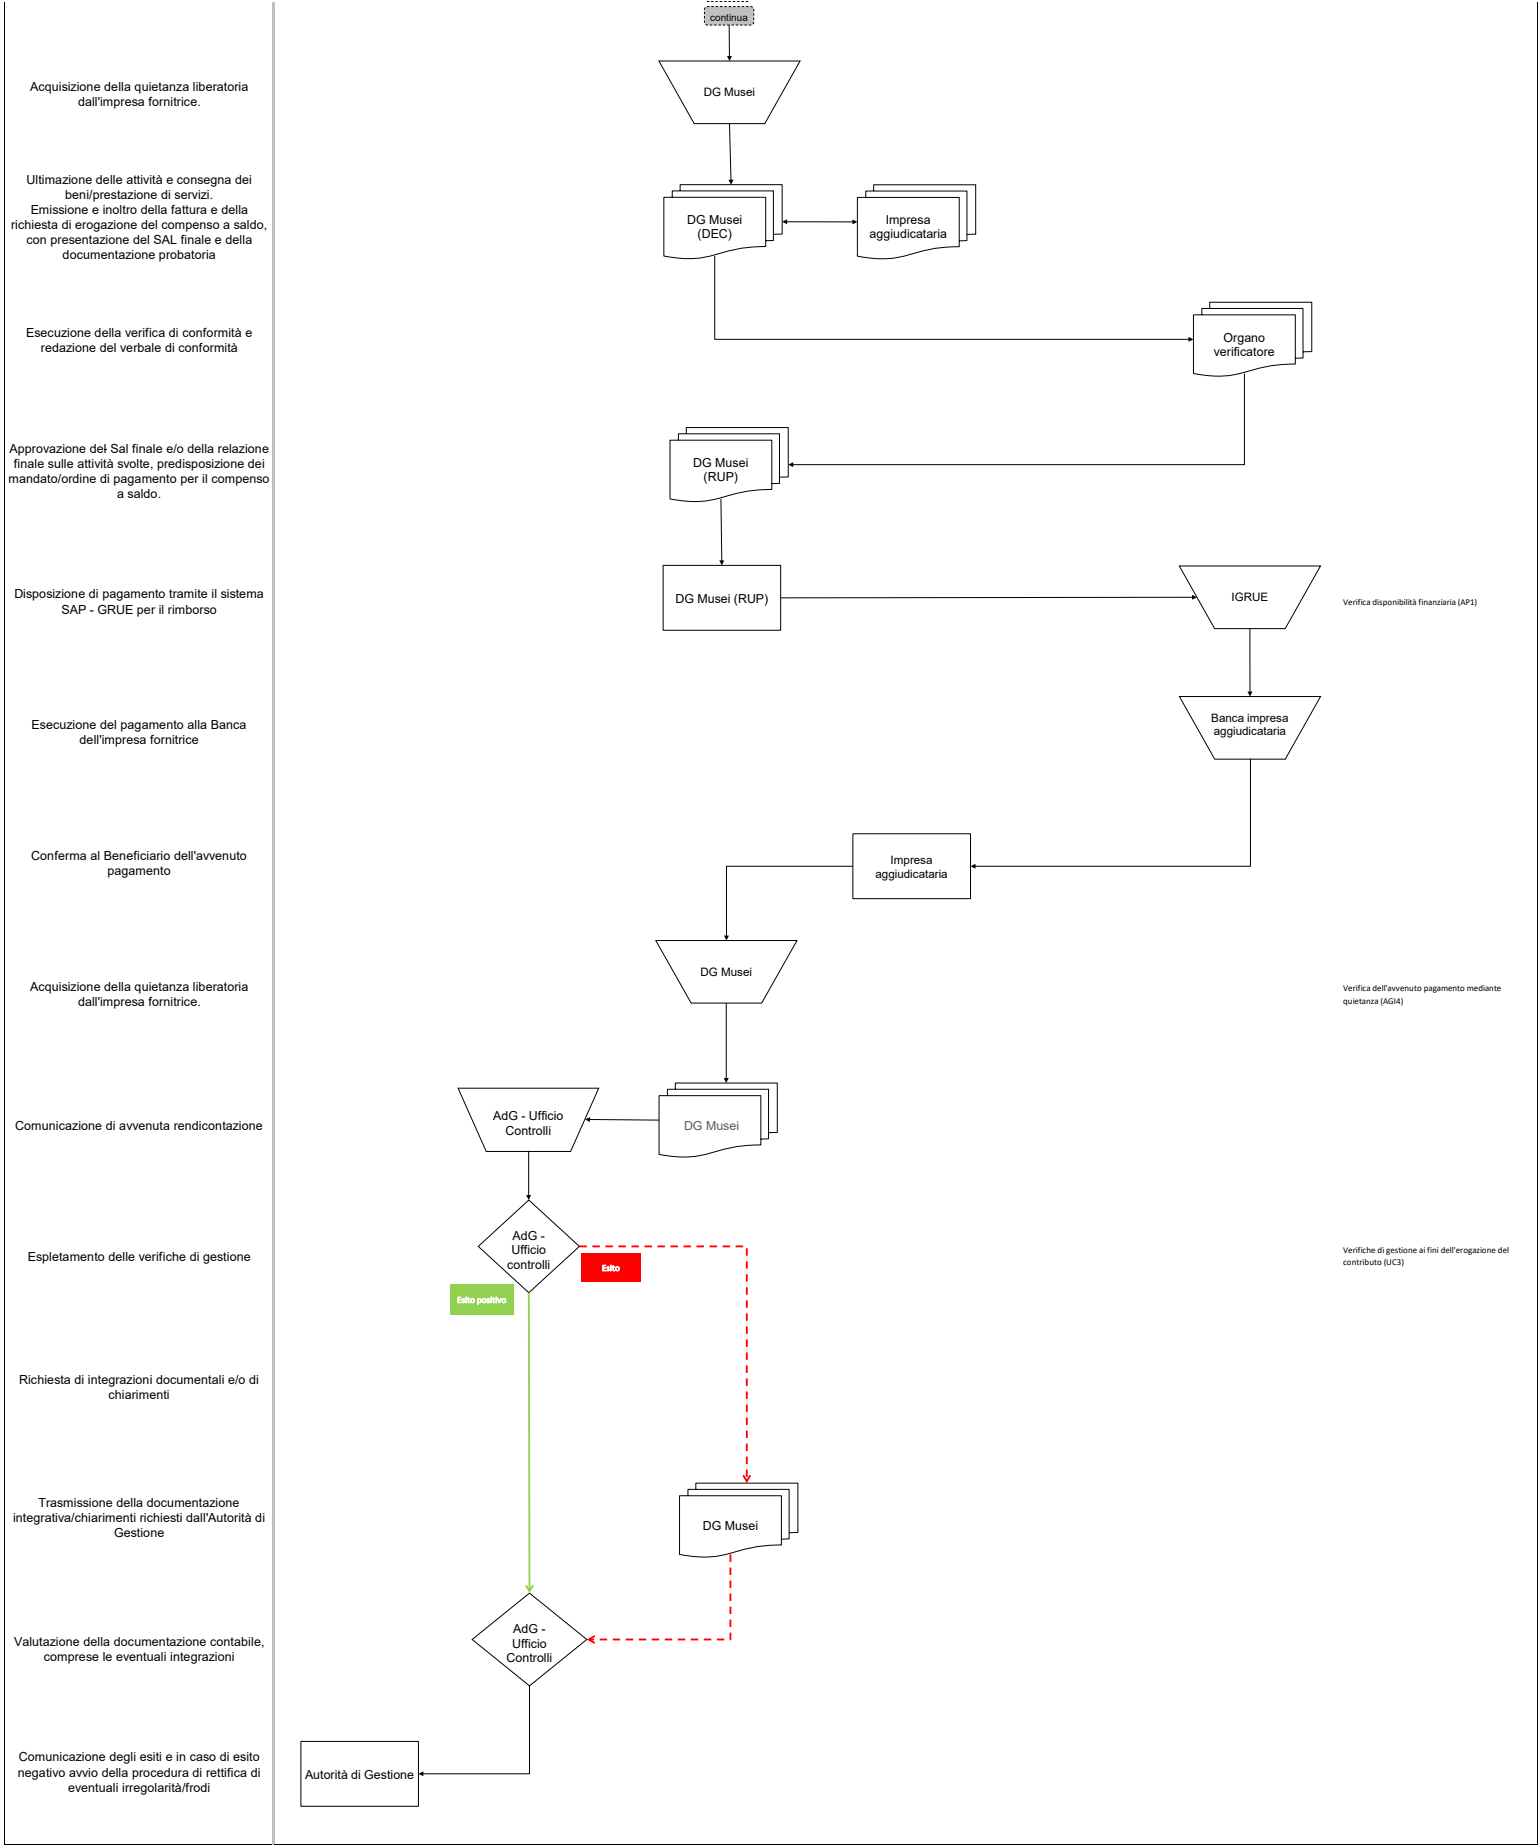 continua
Acquisizione della quietanza liberatoria
dall'impresa fornitrice.
DG Musei
Ultimazione delle attività e consegna dei
beni/prestazione di servizi.
Emissione e inoltro della fattura e della
richiesta di erogazione del compenso a saldo,
con presentazione del SAL finale e della
documentazione probatoria
DG Musei
(DEC)
Impresa
aggiudicataria
Esecuzione della verifica di conformità e
redazione del verbale di conformità
Organo
verificatore
Approvazione del Sal finale e/o della relazione
finale sulle attività svolte, predisposizione dei
mandato/ordine di pagamento per il compenso
a saldo.
DG Musei
(RUP)
Disposizione di pagamento tramite il sistema
SAP - GRUE per il rimborso
DG Musei (RUP)
IGRUE
Verifica disponibilità finanziaria (AP1)
Esecuzione del pagamento alla Banca
dell'impresa fornitrice
Banca impresa
aggiudicataria
Conferma al Beneficiario dell'avvenuto
pagamento
Impresa
aggiudicataria
Acquisizione della quietanza liberatoria
dall'impresa fornitrice.
DG Musei
Verifica dell'avvenuto pagamento mediante
quietanza (AGI4)
Comunicazione di avvenuta rendicontazione
AdG - Ufficio
Controlli
DG Musei
Espletamento delle verifiche di gestione
AdG -
Ufficio
controlli
Esito
Esito positivo
Verifiche di gestione ai fini dell'erogazione del
contributo (UC3)
Richiesta di integrazioni documentali e/o di
chiarimenti
Trasmissione della documentazione
integrativa/chiarimenti richiesti dall'Autorità di
Gestione
DG Musei
Valutazione della documentazione contabile,
comprese le eventuali integrazioni
AdG -
Ufficio
Controlli
Comunicazione degli esiti e in caso di esito
negativo avvio della procedura di rettifica di
eventuali irregolarità/frodi
Autorità di Gestione